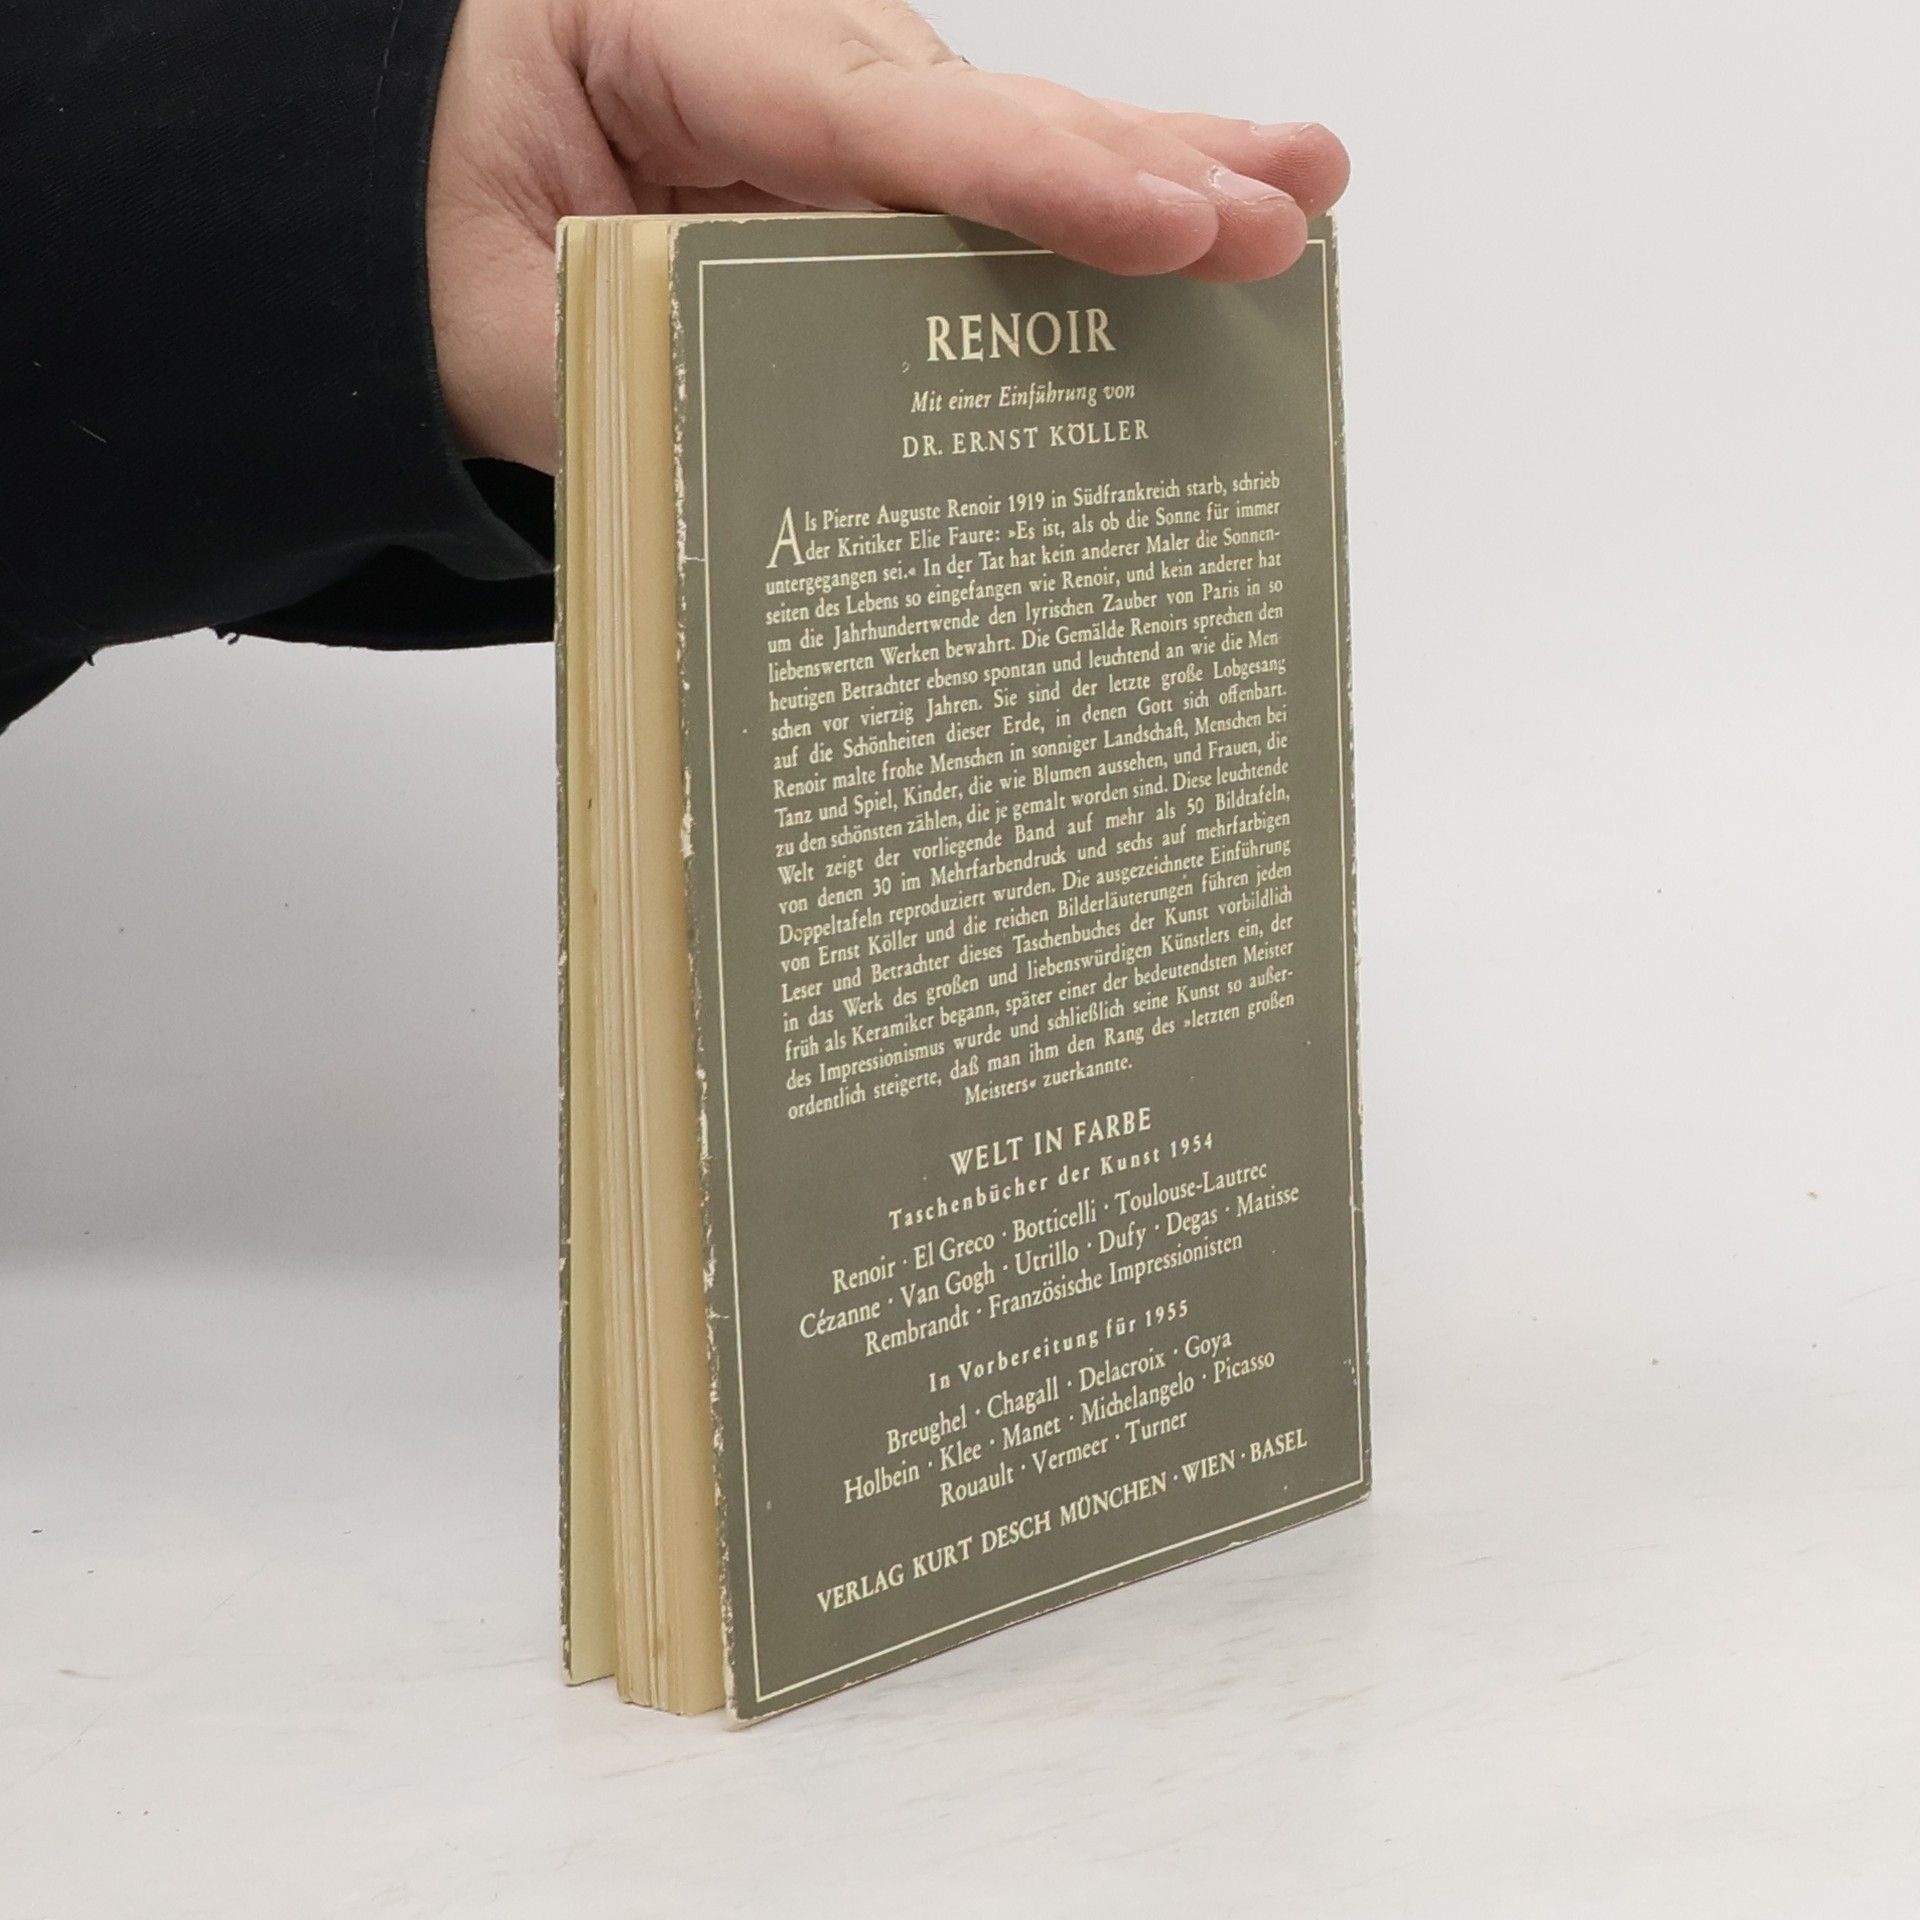 RENOIR
Mit einer Einführung von
DR. ERNST KÖLLER
Als Pierre Auguste Renoir 1919 in Südfrankreich starb, schrieb
der Kritiker Elie Faure: »Es ist, als ob die Sonne für immer
untergegangen sei.« In der Tat hat kein anderer Maler die Sonnen-
seiten des Lebens so eingefangen wie Renoir, und kein anderer hat
um die Jahrhundertwende den lyrischen Zauber von Paris in so
liebenswerten Werken bewahrt. Die Gemälde Renoirs sprechen den
heutigen Betrachter ebenso spontan und leuchtend an wie die Men-
schen vor vierzig Jahren. Sie sind der letzte große Lobgesang
auf die Schönheiten dieser Erde, in denen Gott sich offenbart.
Renoir malte frohe Menschen in sonniger Landschaft, Menschen bei
Tanz und Spiel, Kinder, die wie Blumen aussehen, und Frauen, die
zu den schönsten zählen, die je gemalt worden sind. Diese leuchtende
Welt zeigt der vorliegende Band auf mehr als 50 Bildtafeln,
von denen 30 im Mehrfarbendruck und sechs auf mehrfarbigen
Doppeltafeln reproduziert wurden. Die ausgezeichnete Einführung
von Ernst Köller und die reichen Bilderläuterungen führen jeden
Leser und Betrachter dieses Taschenbuches der Kunst vorbildlich
in das Werk des großen und liebenswürdigen Künstlers ein, der
früh als Keramiker begann, später einer der bedeutendsten Meister
des Impressionismus wurde und schließlich seine Kunst so außer-
ordentlich steigerte, daß man ihm den Rang des »letzten großen
Meisters« zuerkannte.
WELT IN FARBE
Taschenbücher der Kunst 1954
Renoir · El Greco · Botticelli · Toulouse-Lautrec
Cézanne · Van Gogh · Utrillo · Dufy · Degas · Matisse
Rembrandt · Französische Impressionisten
In Vorbereitung für 1955
Breughel · Chagall · Delacroix · Goya
Holbein · Klee · Manet · Michelangelo · Picasso
Rouault · Vermeer · Turner
VERLAG KURT DESCH MÜNCHEN · WIEN · BASEL